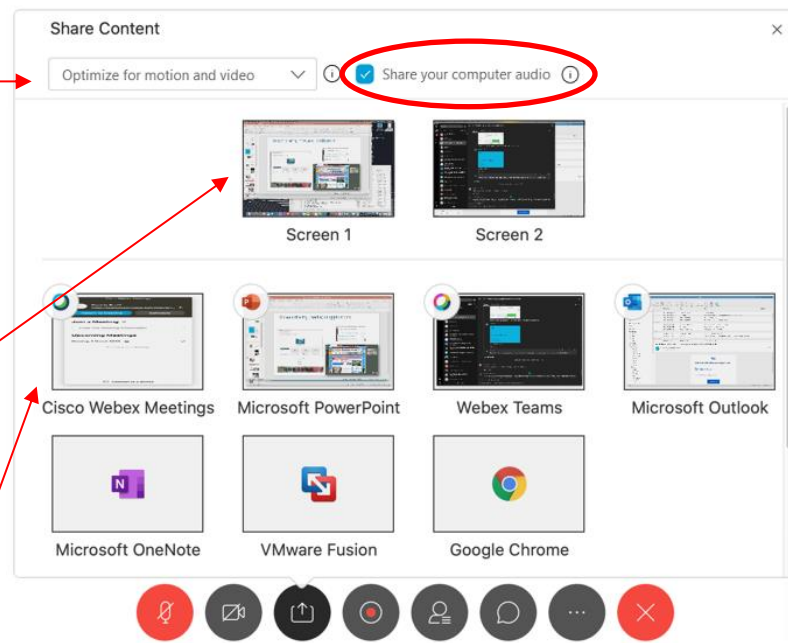 Share Content
Optimize for motion and video
Share your computer audio
Screen 1 Screen 2
Cisco Webex Meetings Microsoft PowerPoint Webex Teams Microsoft Outlook
Microsoft OneNote VMware Fusion Google Chrome